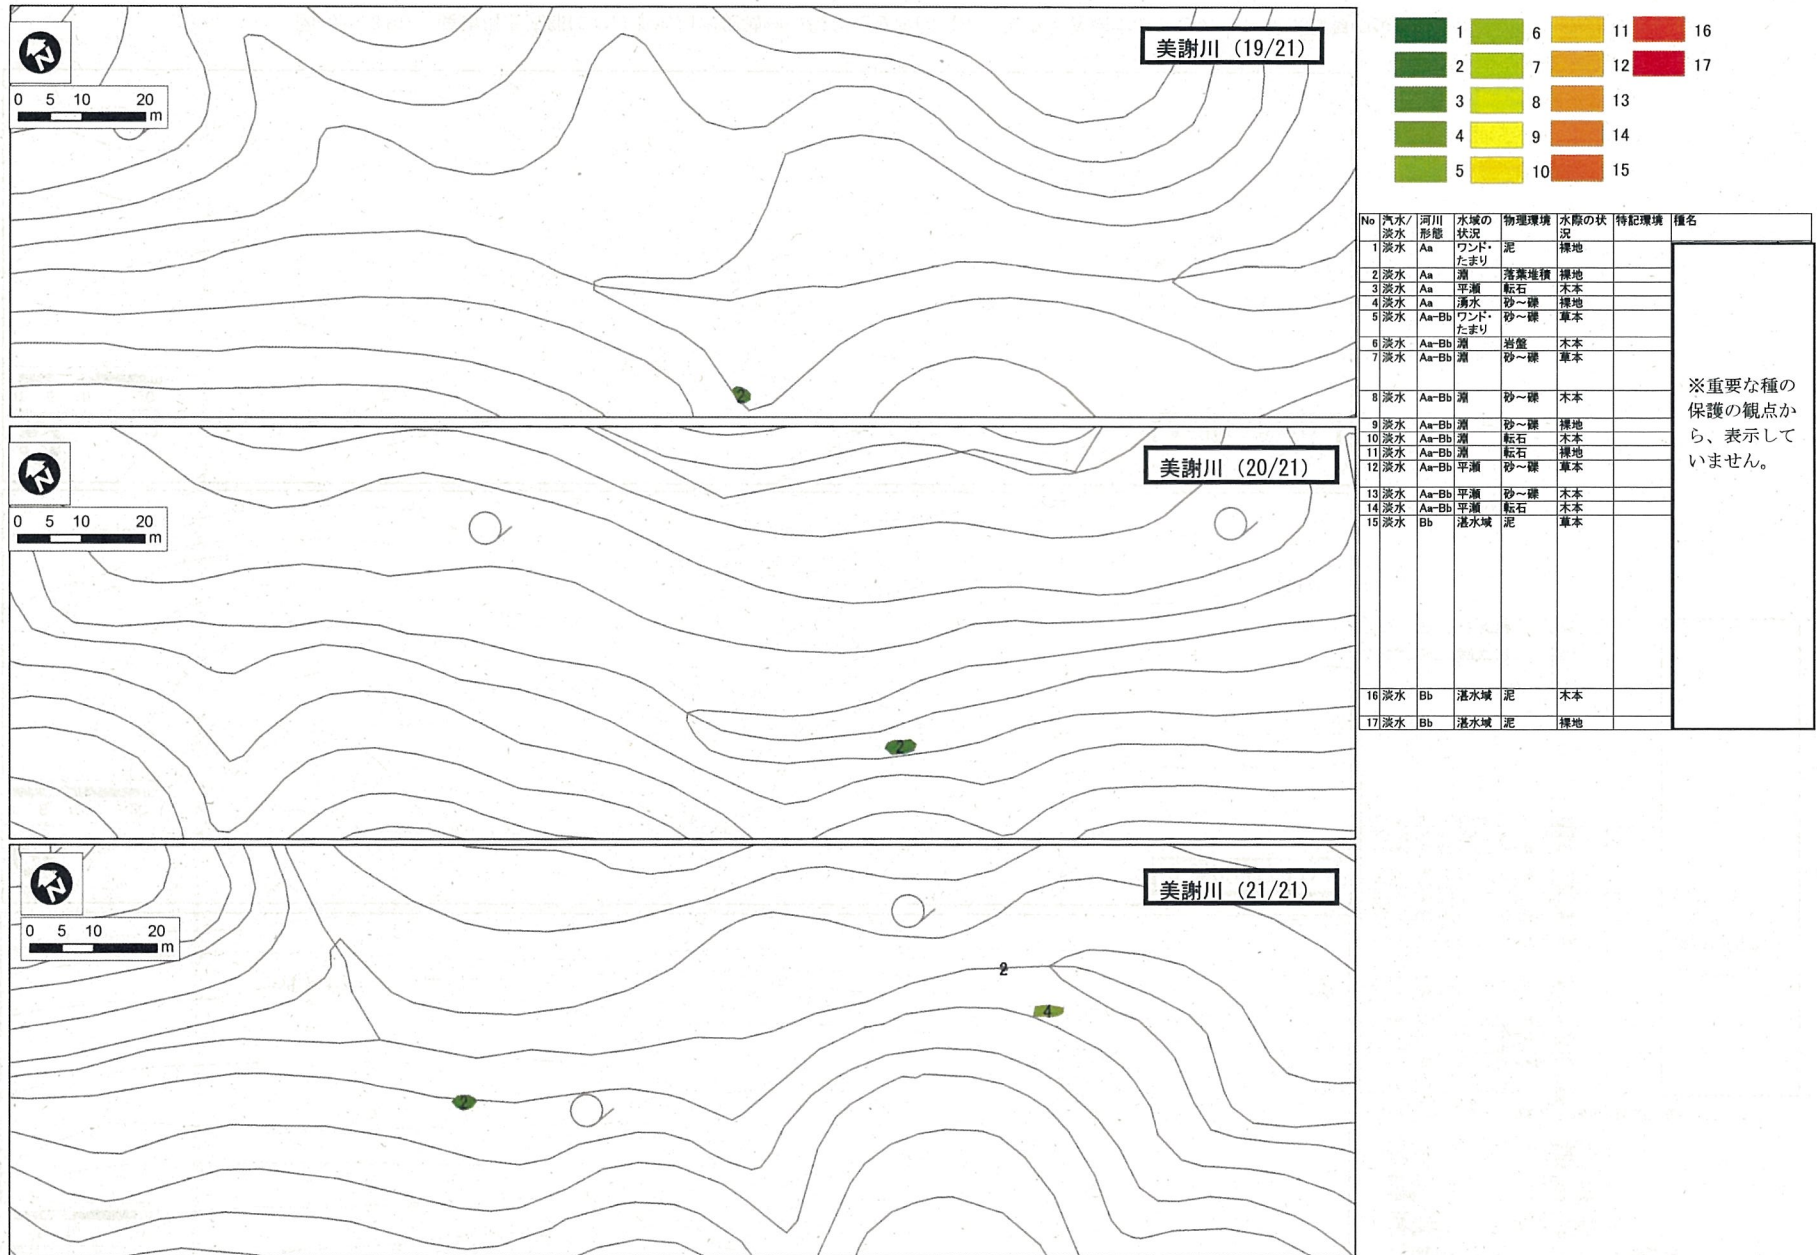 美謝川 (19/21)
N
0 5 10 20
m
2
美謝川 (20/21)
N
0 5 10 20
m
2
美謝川 (21/21)
N
0 5 10 20
m
2
4
2
1 6 11 16
2 7 12 17
3 8 13
4 9 14
5 10 15
No 汽水/淡水 河川形態 水域の状況 物理環境 水際の状況 特記環境 種名
1 淡水 Aa ワンド・たまり 泥 裸地
2 淡水 Aa 淵 落葉堆積 裸地
3 淡水 Aa 平瀬 転石 木本
4 淡水 Aa 湧水 砂～礫 裸地
5 淡水 Aa-Bb ワンド・たまり 砂～礫 草本
6 淡水 Aa-Bb 淵 岩盤 木本
7 淡水 Aa-Bb 淵 砂～礫 草本
8 淡水 Aa-Bb 淵 砂～礫 木本
9 淡水 Aa-Bb 淵 砂～礫 裸地
10 淡水 Aa-Bb 淵 転石 木本
11 淡水 Aa-Bb 淵 転石 裸地
12 淡水 Aa-Bb 平瀬 砂～礫 草本
13 淡水 Aa-Bb 平瀬 砂～礫 木本
14 淡水 Aa-Bb 平瀬 転石 木本
15 淡水 Bb 湛水域 泥 草本
16 淡水 Bb 湛水域 泥 木本
17 淡水 Bb 湛水域 泥 裸地
※重要な種の
保護の観点か
ら、表示して
いません。